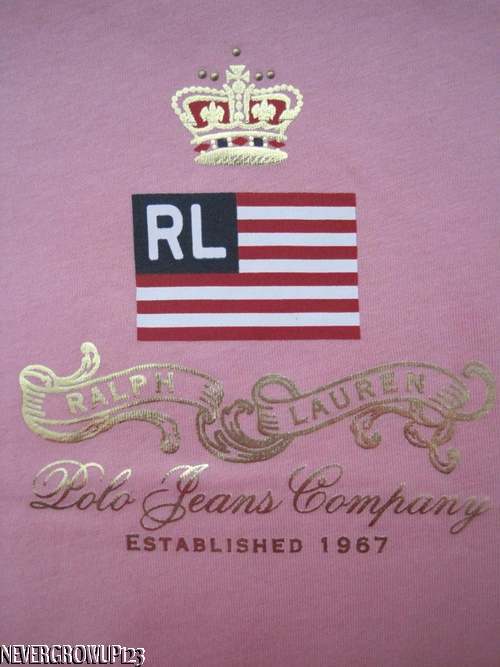 RL
RALPH LAUREN
Polo Jeans Company
ESTABLISHED 1967
NEVERGROWUP123